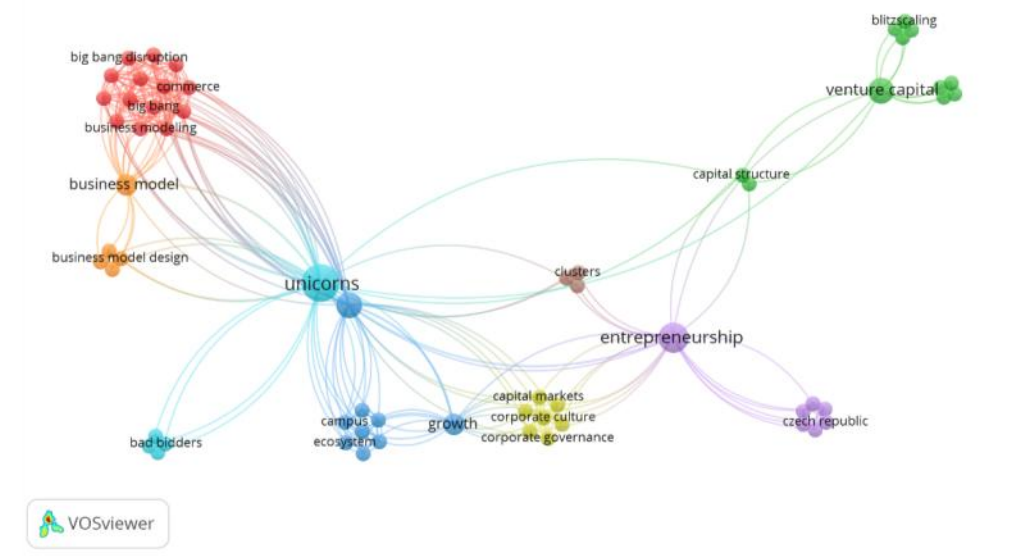 blitzscaling
big bang disruption
commerce
venture capital
big bang
business modeling
capital structure
business model
business model design
clusters
unicorns
entrepreneurship
capital markets
campus
corporate culture
growth
czech republic
ecosystem
corporate governance
bad bidders
VOSviewer